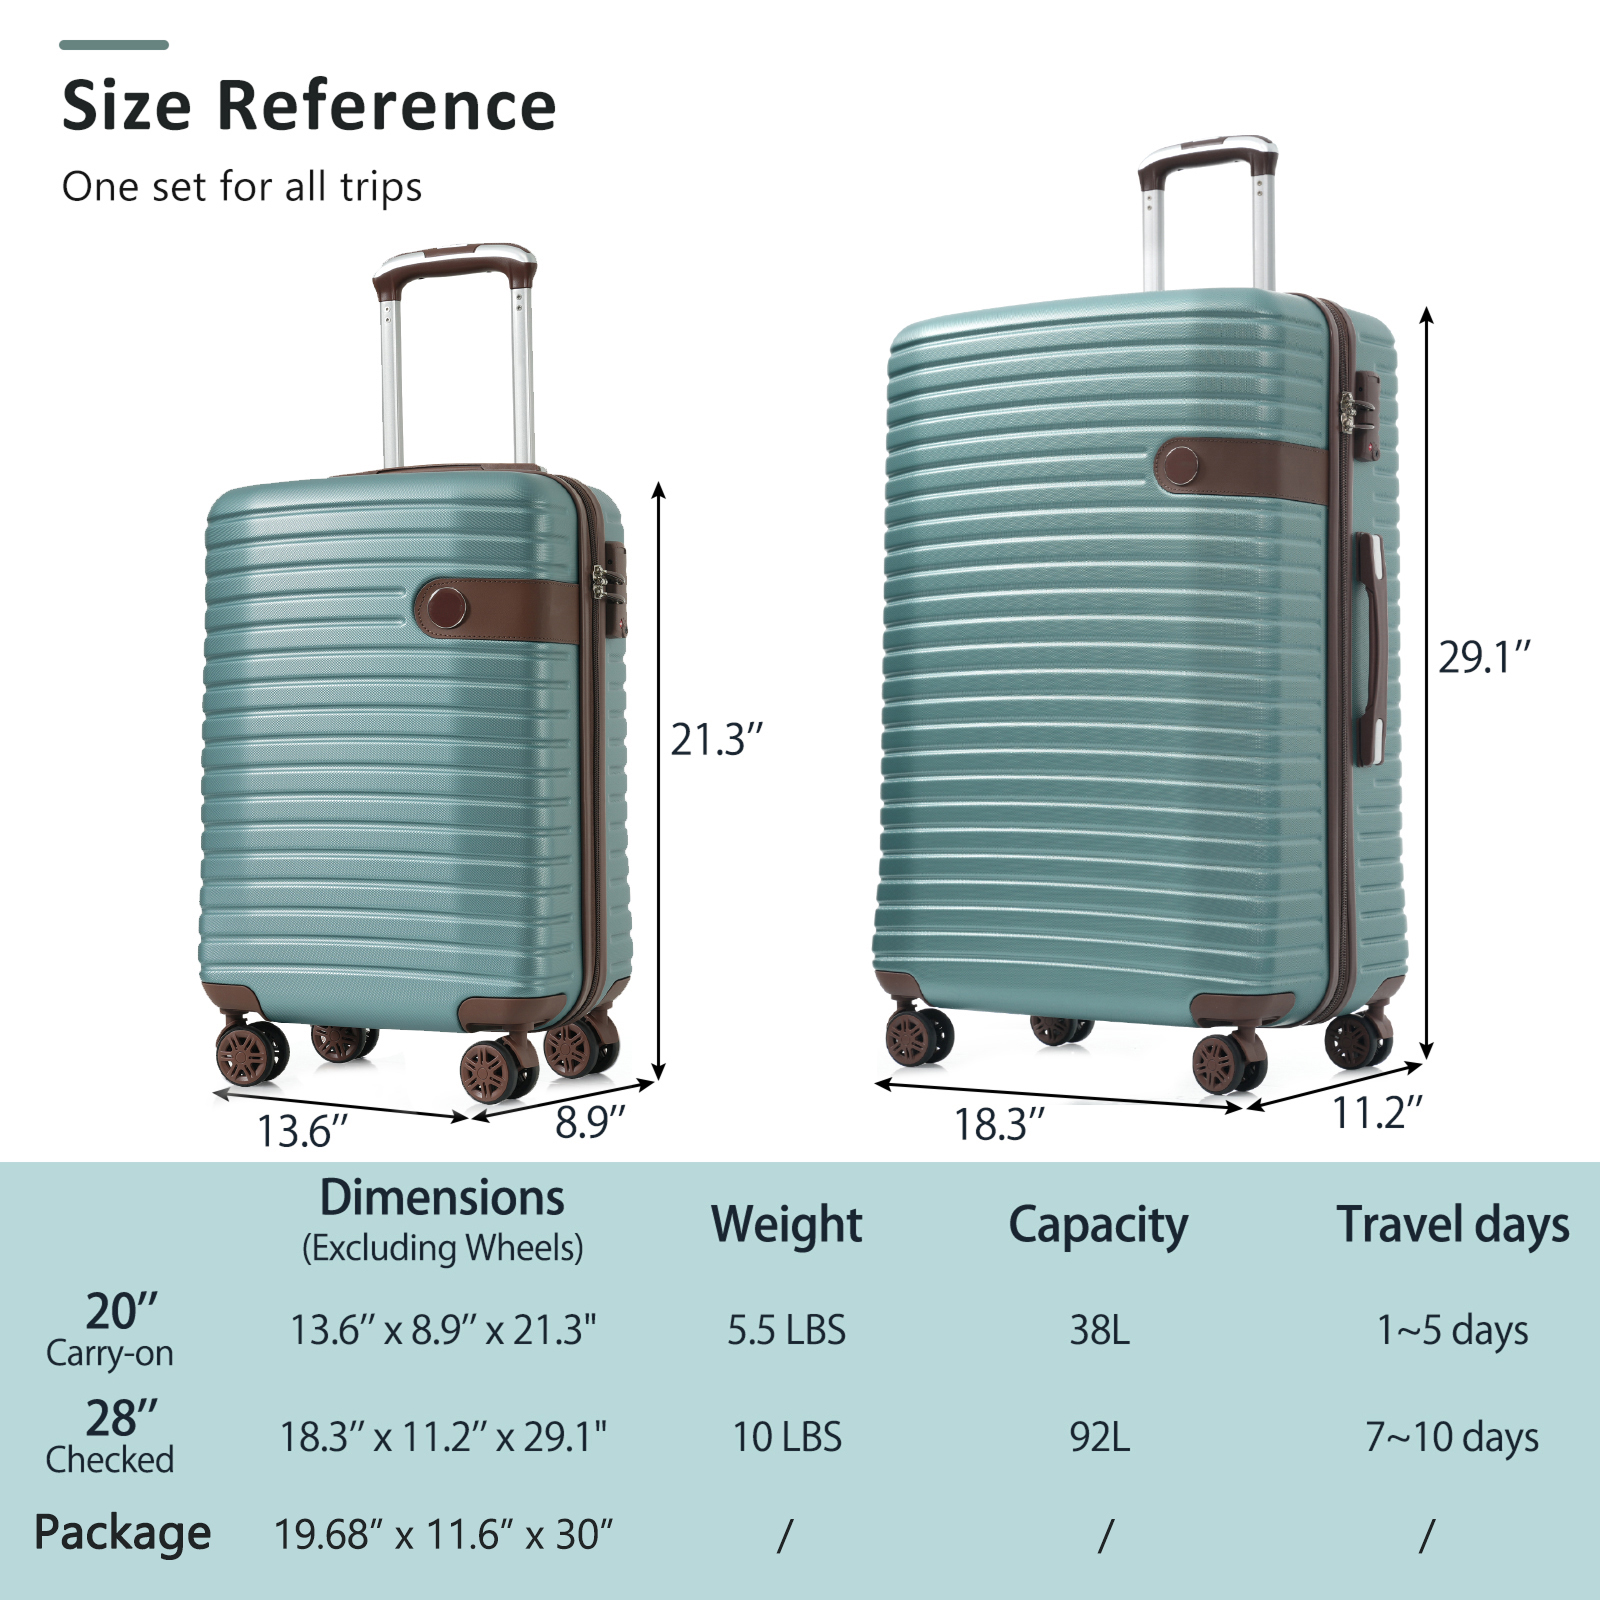 Size Reference
One set for all trips
21.3’’
29.1’’
13.6’’
8.9’’
18.3’’
11.2’’
Dimensions
(Excluding Wheels)
Weight
Capacity
Travel days
20’’
Carry-on
13.6’’ x 8.9’’ x 21.3"
5.5 LBS
38L
1~5 days
28’’
Checked
18.3’’ x 11.2’’ x 29.1"
10 LBS
92L
7~10 days
Package
19.68” x 11.6” x 30”
/
/
/